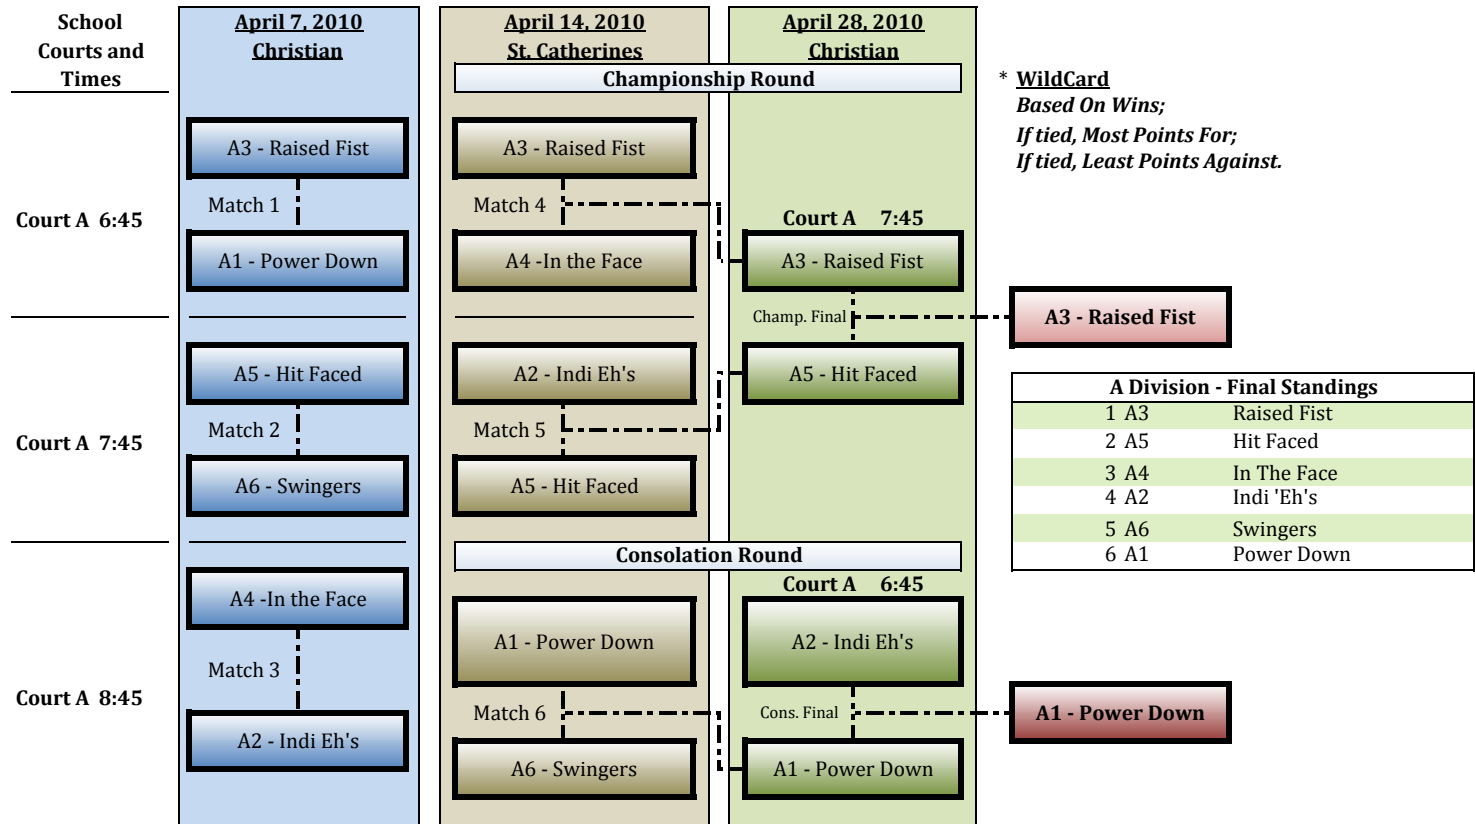 School
Courts and
Times
April 7, 2010
Christian
April 14, 2010
St. Catherines
April 28, 2010
Christian
Championship Round
* WildCard
Based On Wins;
If tied, Most Points For;
If tied, Least Points Against.
Court A 6:45
A3 - Raised Fist
Match 1
A1 - Power Down
A3 - Raised Fist
Match 4
A4 -In the Face
Court A 7:45
A3 - Raised Fist
Champ. Final
A5 - Hit Faced
A3 - Raised Fist
Court A 7:45
A5 - Hit Faced
Match 2
A6 - Swingers
A2 - Indi Eh's
Match 5
A5 - Hit Faced
A Division - Final Standings
1 A3 Raised Fist
2 A5 Hit Faced
3 A4 In The Face
4 A2 Indi 'Eh's
5 A6 Swingers
6 A1 Power Down
Consolation Round
Court A 8:45
A4 -In the Face
Match 3
A2 - Indi Eh's
A1 - Power Down
Match 6
A6 - Swingers
Court A 6:45
A2 - Indi Eh's
Cons. Final
A1 - Power Down
A1 - Power Down